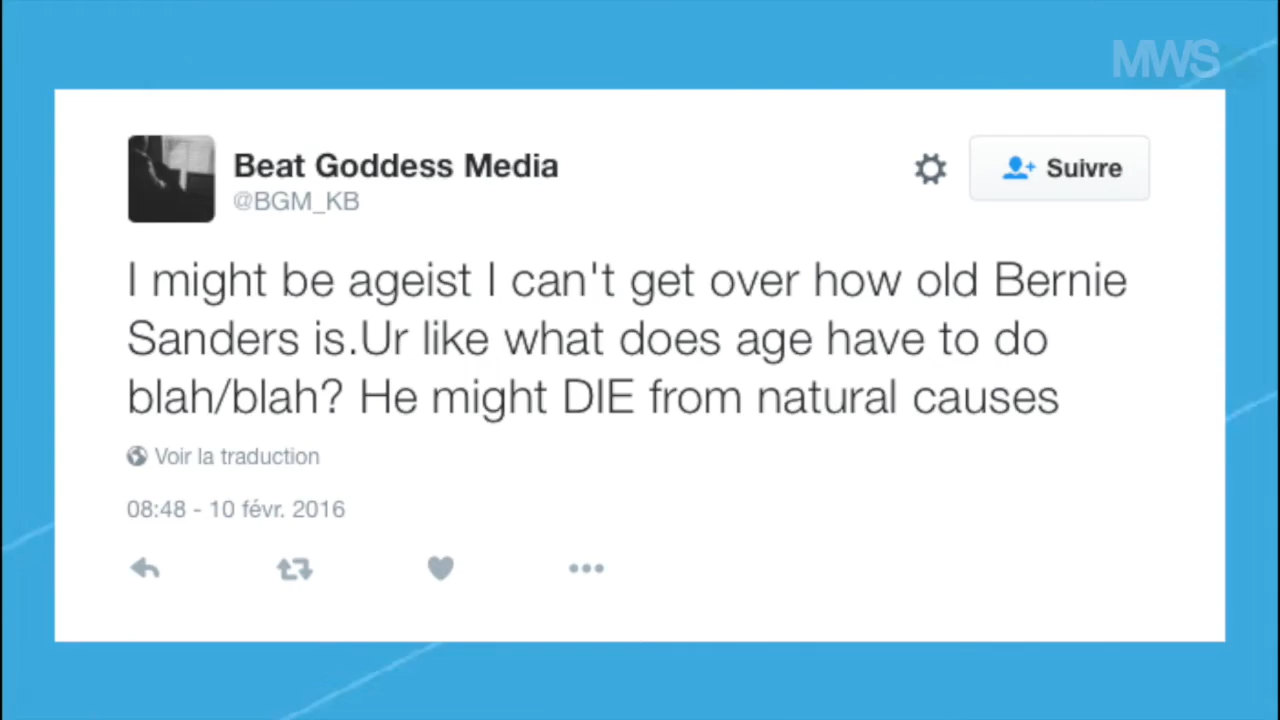 MWS
Beat Goddess Media
@BGM_KB
Suivre
I might be ageist I can't get over how old Bernie
Sanders is.Ur like what does age have to do
blah/blah? He might DIE from natural causes
Voir la traduction
08:48 - 10 févr. 2016